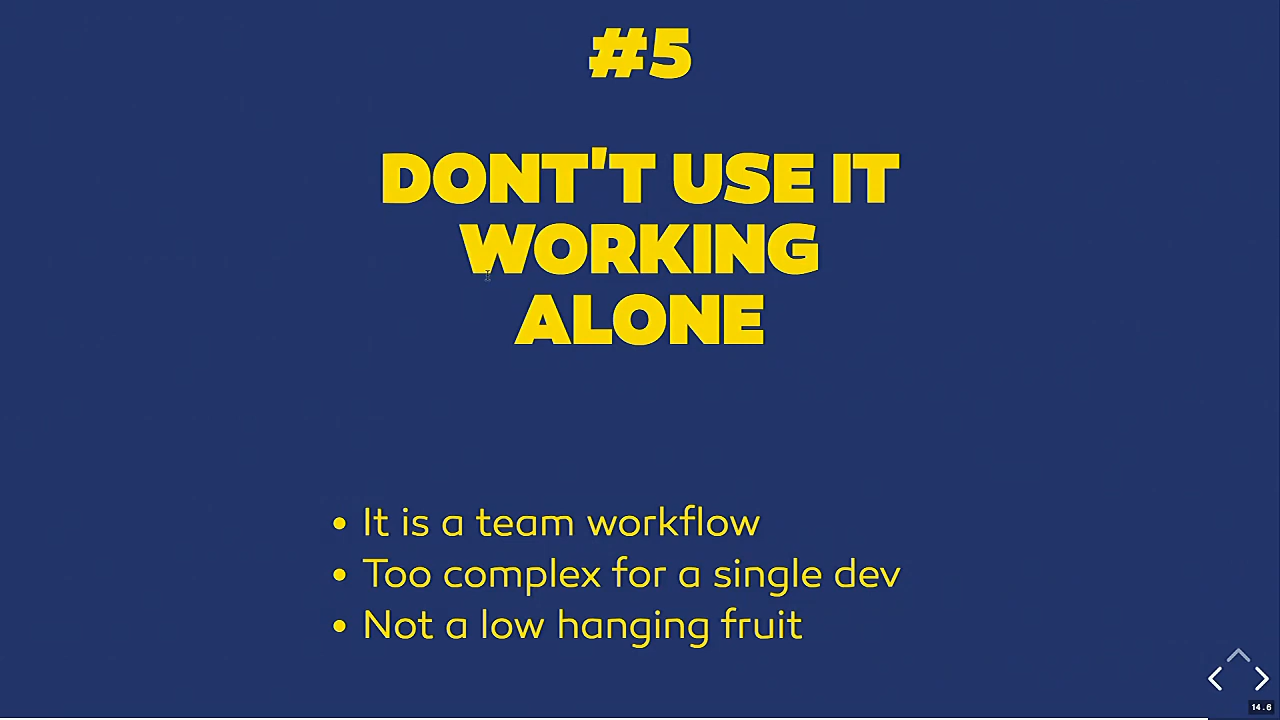 #5
DONT'T USE IT
WORKING
ALONE
• It is a team workflow
• Too complex for a single dev
• Not a low hanging fruit
14.6